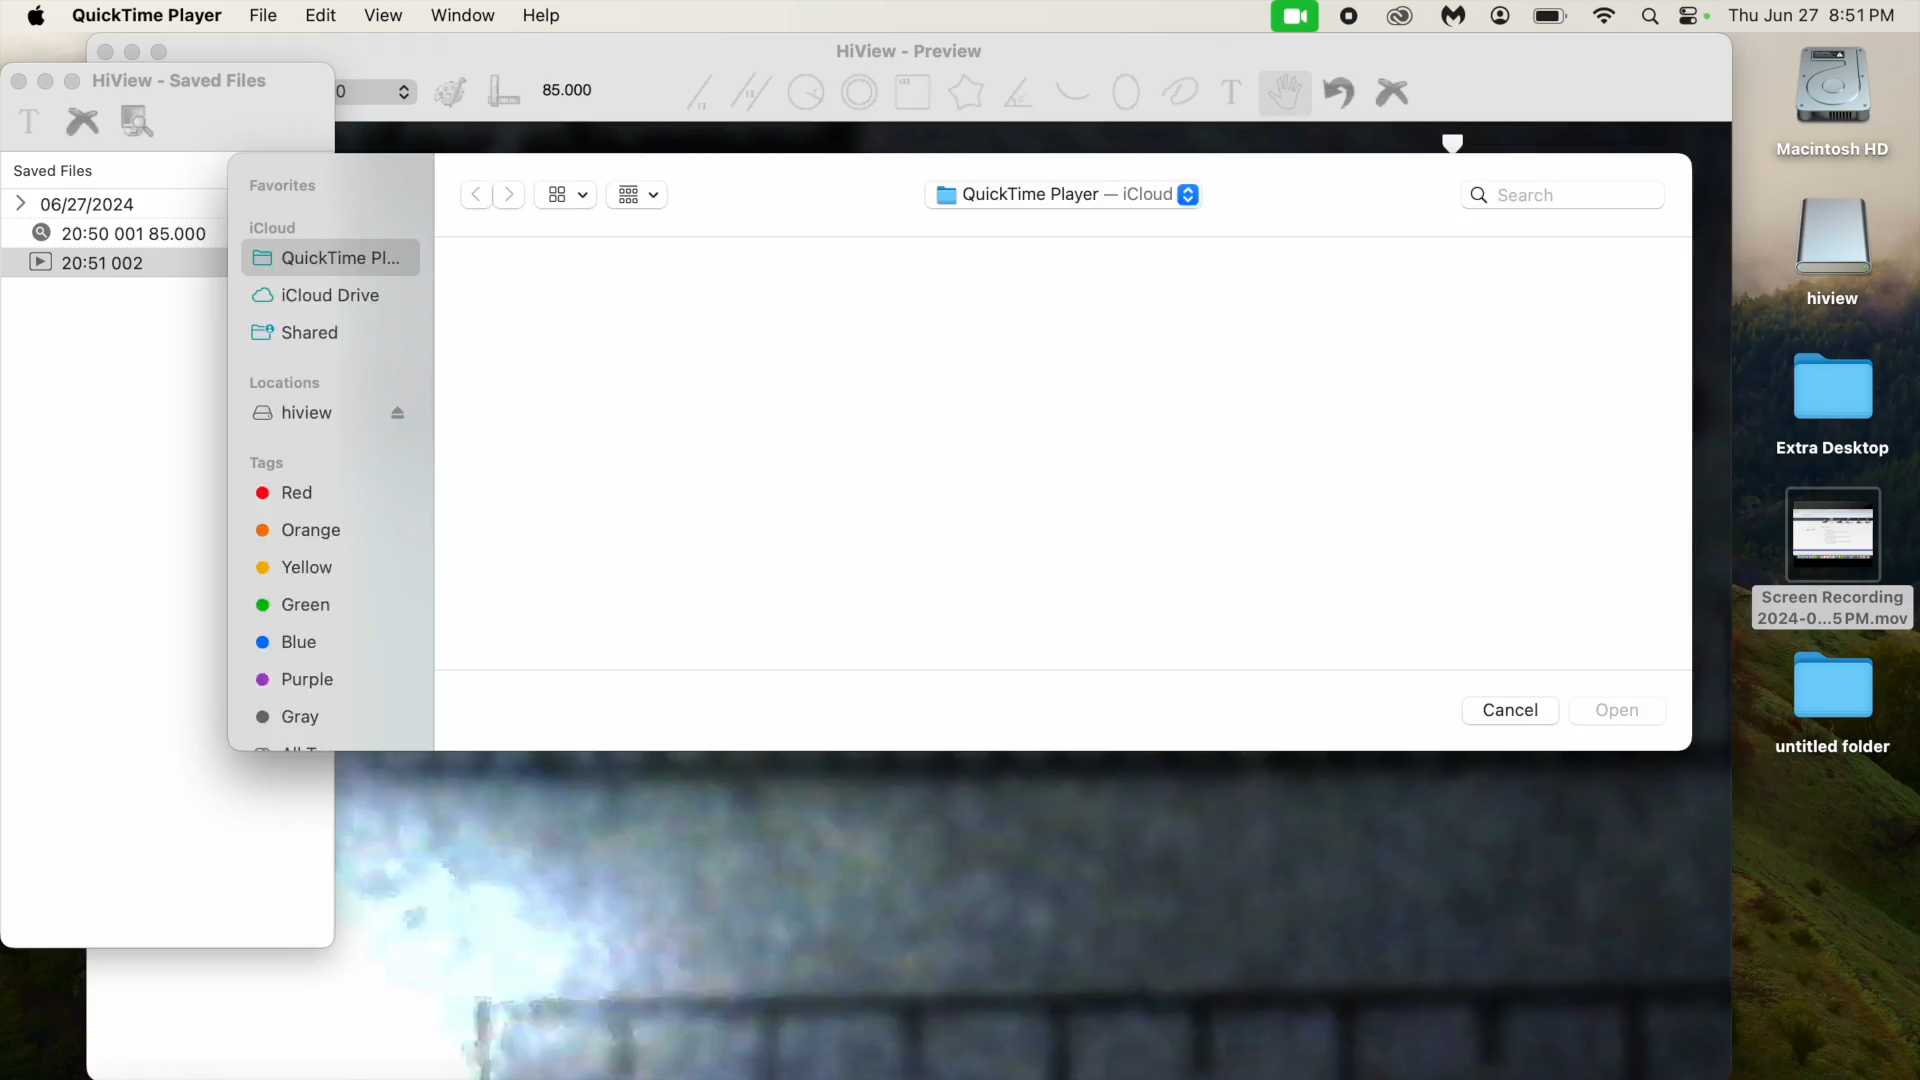 QuickTime Player File Edit View Window Help Thu Jun 27 8:51 PM
HiView - Preview
HiView - Saved Files
0 85.000 T
T
Saved Files
06/27/2024
20:50 001 85.000
20:51 002
Favorites
iCloud
QuickTime Pl...
iCloud Drive
Shared
Locations
hiview
Tags
Red
Orange
Yellow
Green
Blue
Purple
Gray
QuickTime Player — iCloud
Search
Cancel Open
Macintosh HD
hiview
Extra Desktop
Screen Recording
2024-0...5 PM.mov
untitled folder